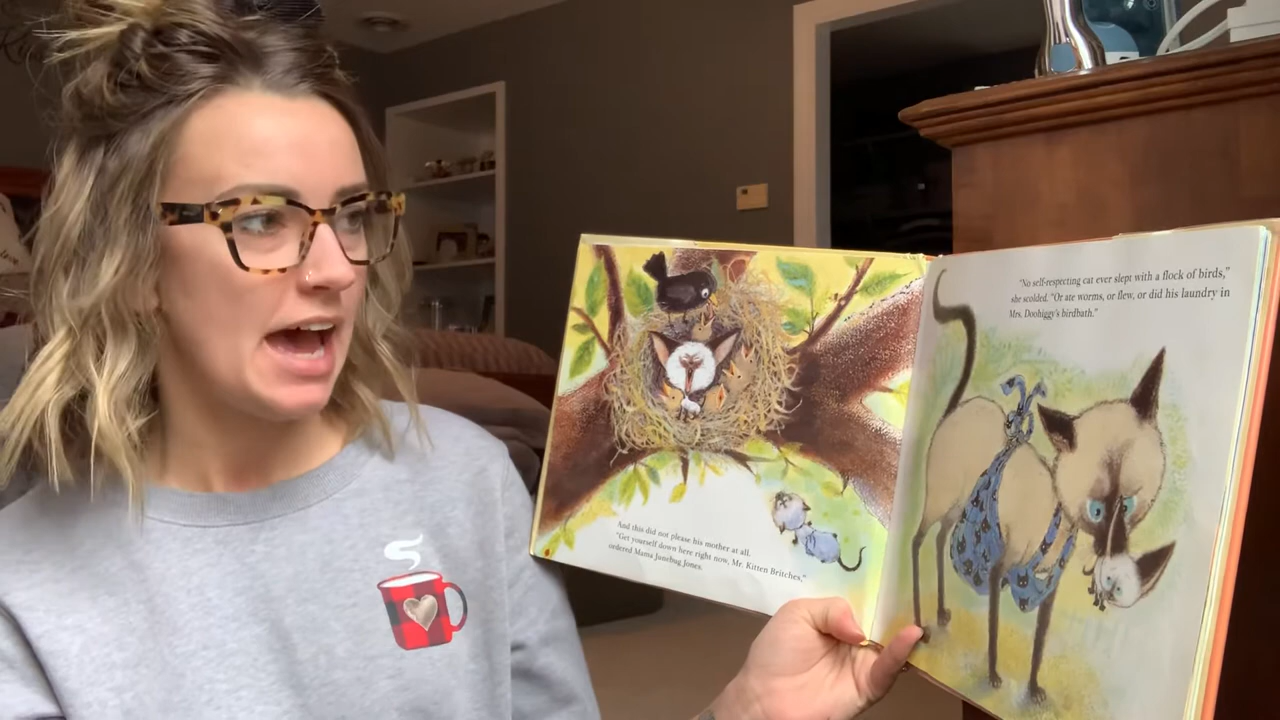 And this did not please his mother at all.
"Get yourself down here right now, Mr. Kitten Britches,"
ordered Mama Junebug Jones.
"No self-respecting cat ever slept with a flock of birds,"
she scolded. "Or ate worms, or flew, or did his laundry in
Mrs. Doohiggy's birdbath."